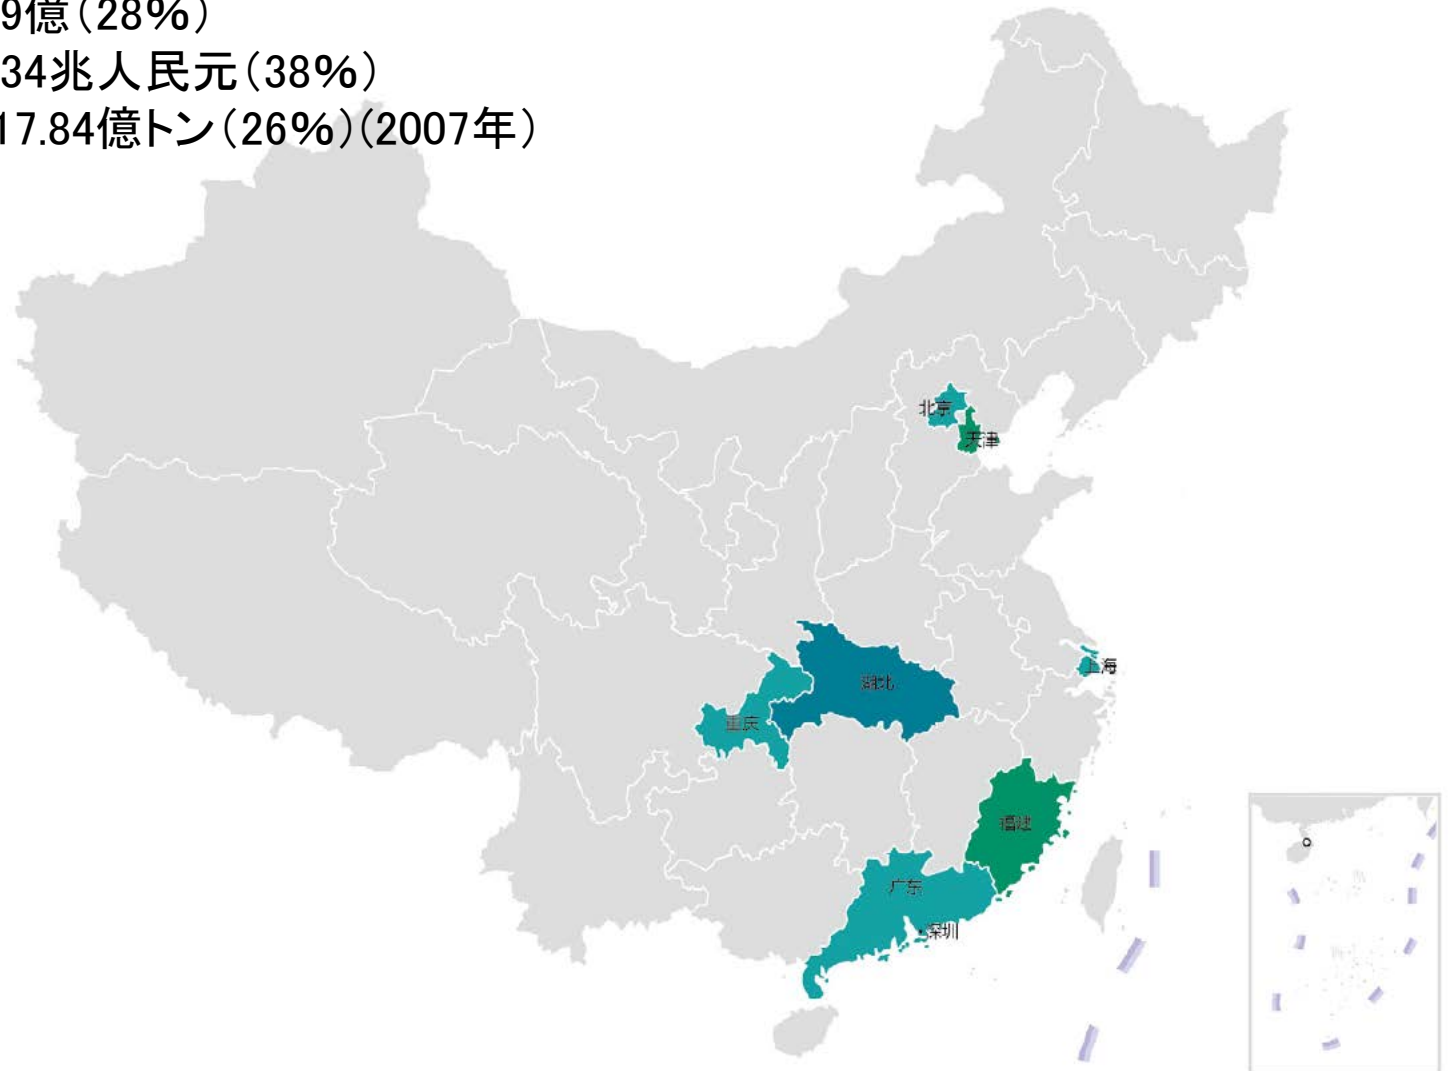 9億（28％）
34兆人民元（38％）
17.84億トン（26％）（2007年）
北京
天津
上海
湖北
重庆
福建
广东
深圳